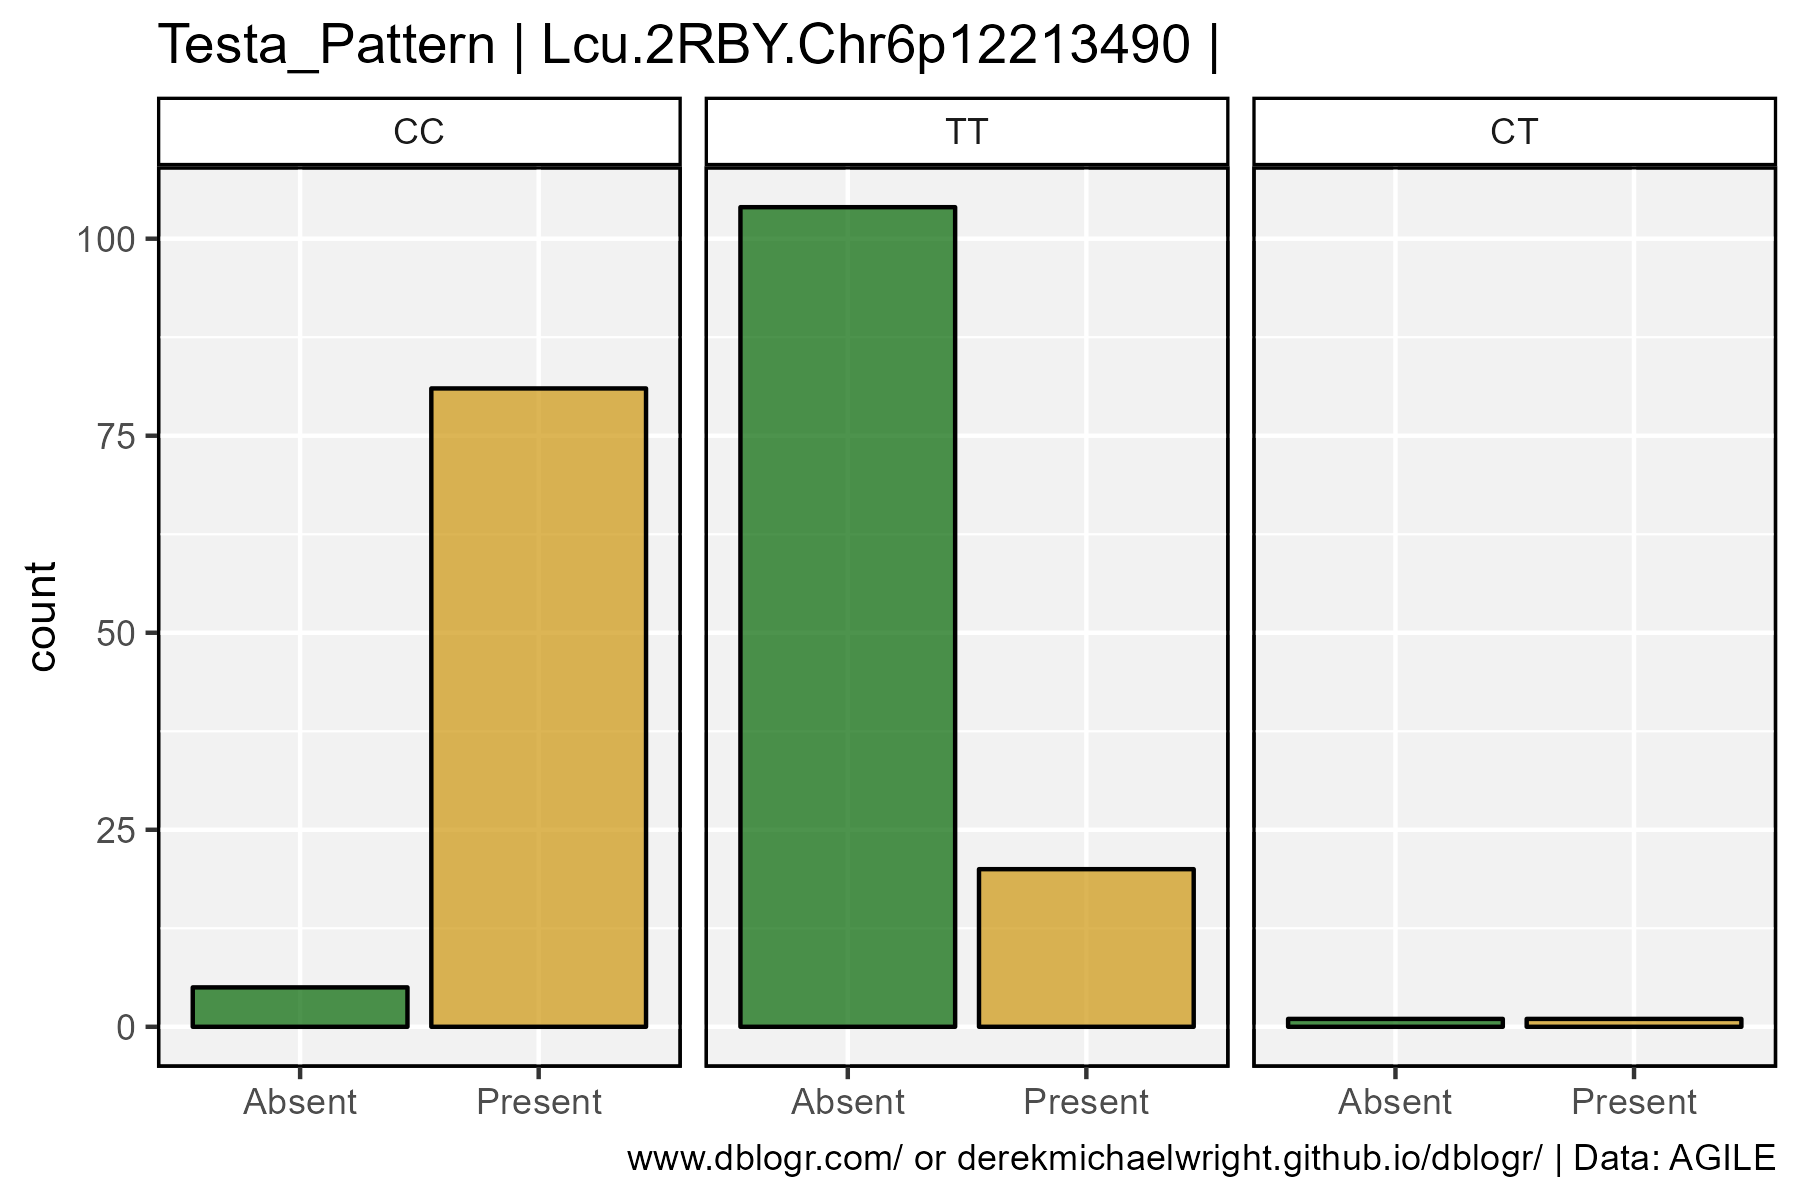 Testa_Pattern | Lcu.2RBY.Chr6p12213490 |
CC
TT
CT
count
100
75
50
25
0
Absent
Present
Absent
Present
Absent
Present
www.dblogr.com/ or derekmichaelwright.github.io/dblogr/ | Data: AGILE